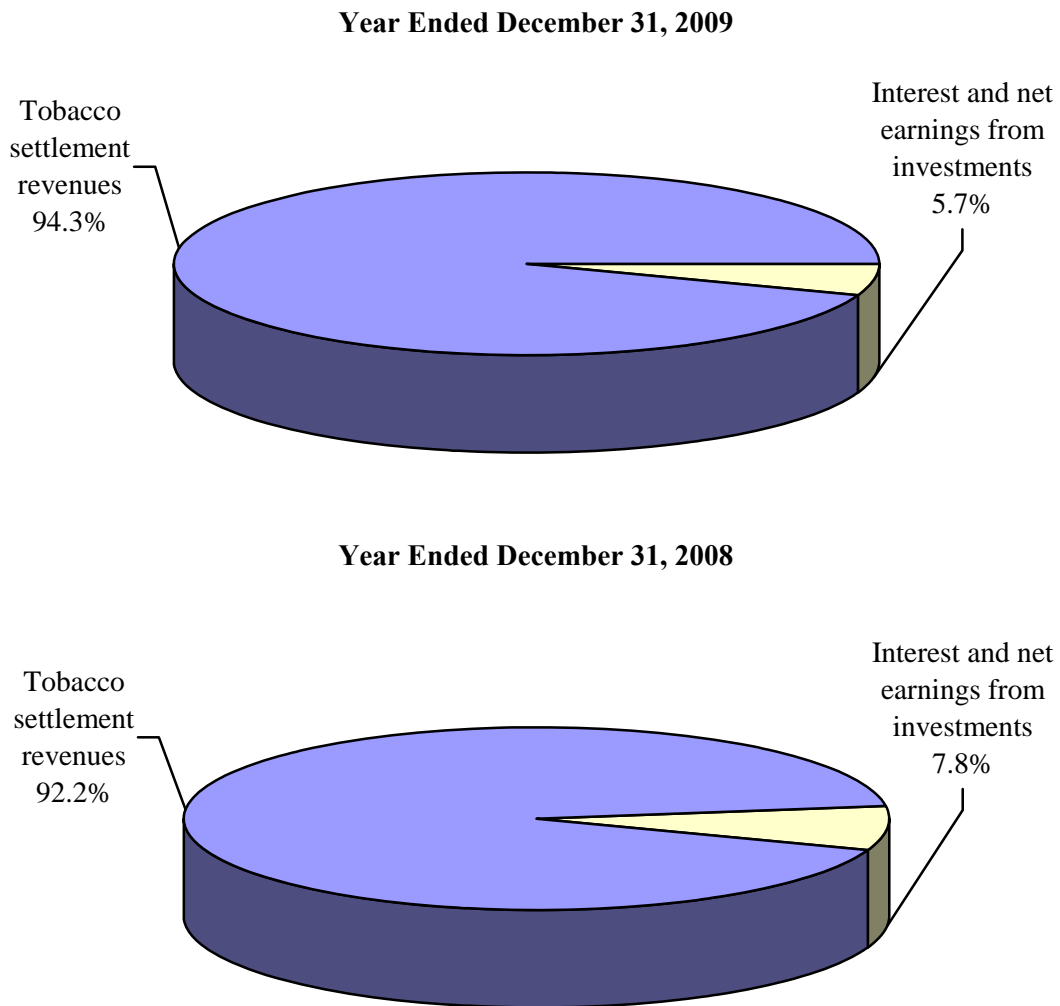 Year Ended December 31, 2009
Tobacco
settlement
revenues
94.3%
Interest and net
earnings from
investments
5.7%
Year Ended December 31, 2008
Tobacco
settlement
revenues
92.2%
Interest and net
earnings from
investments
7.8%